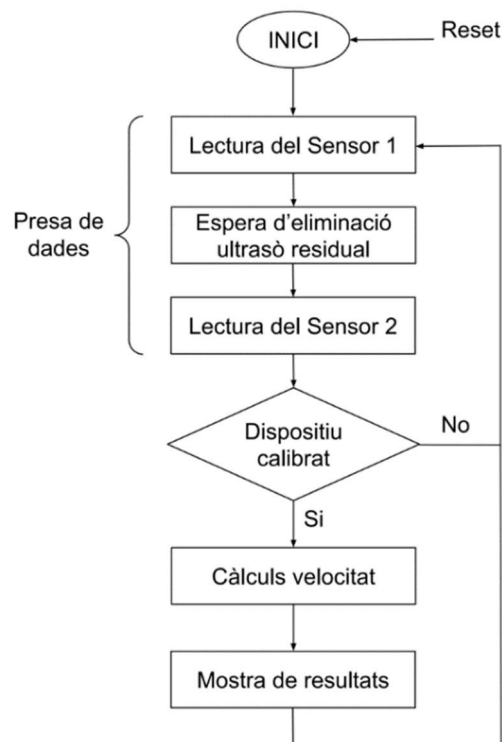 INICI
Reset
Lectura del Sensor 1
Presa de
dades
Espera d'eliminació
ultrasò residual
Lectura del Sensor 2
Dispositiu
calibrat
No
Si
Càlculs velocitat
Mostra de resultats